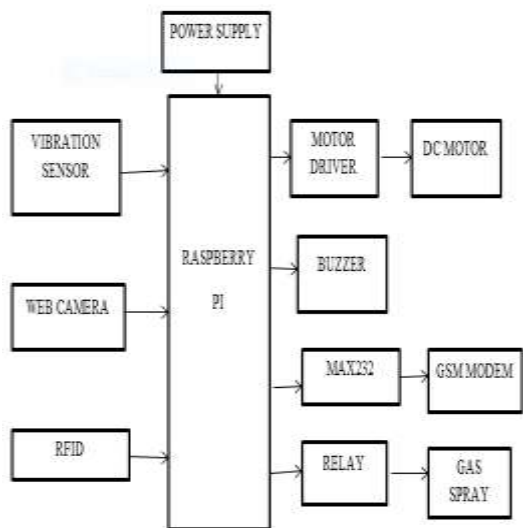 POWER SUPPLY
VIBRATION
SENSOR
MOTOR
DRIVER
DC MOTOR
RASPBERRY
PI
BUZZER
WEB CAMERA
MAX232
GSM MODEM
RFID
RELAY
GAS
SPRAY